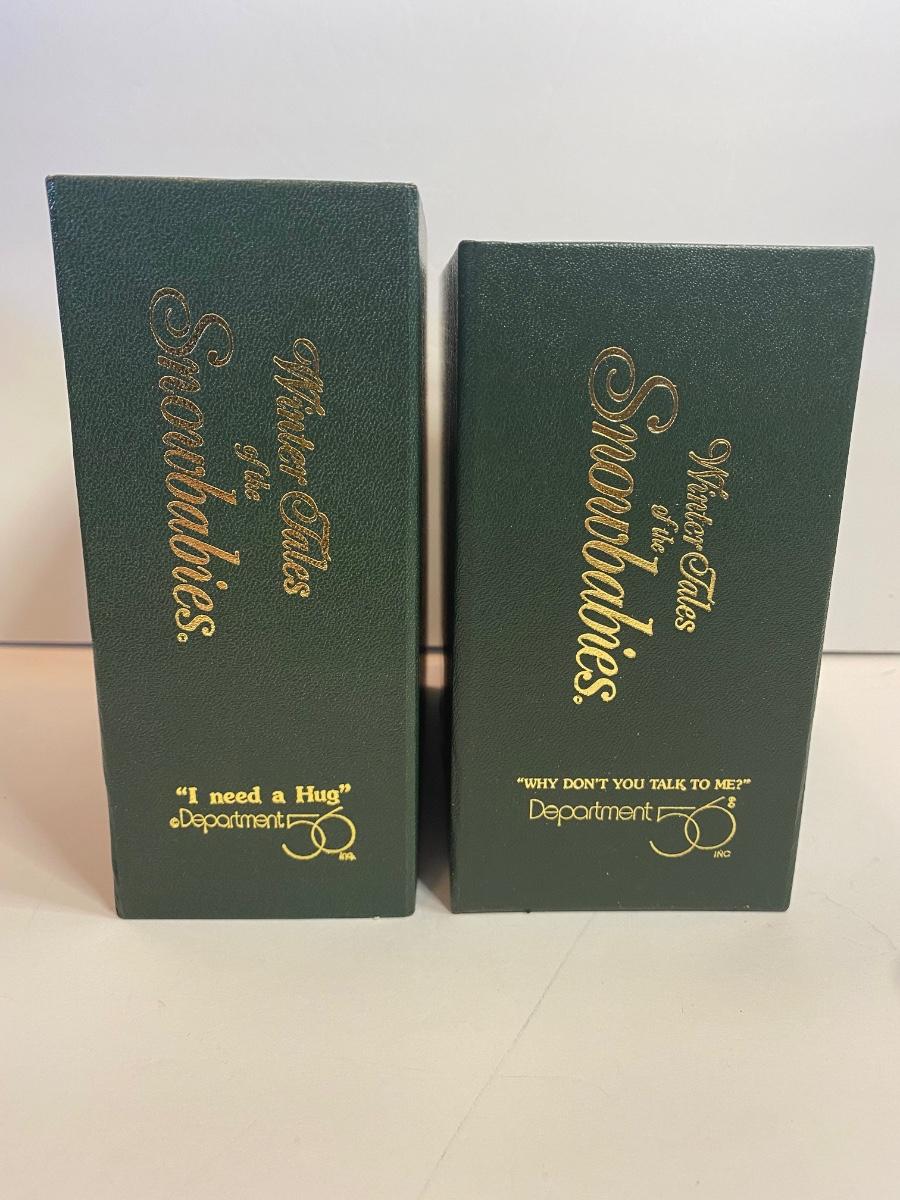 Winter Tales
of the
Snowbabies®
“I need a Hug”
©Department 56
INC.
Winter Tales
of the
Snowbabies®
“WHY DON'T YOU TALK TO ME?”
Department 56®
INC